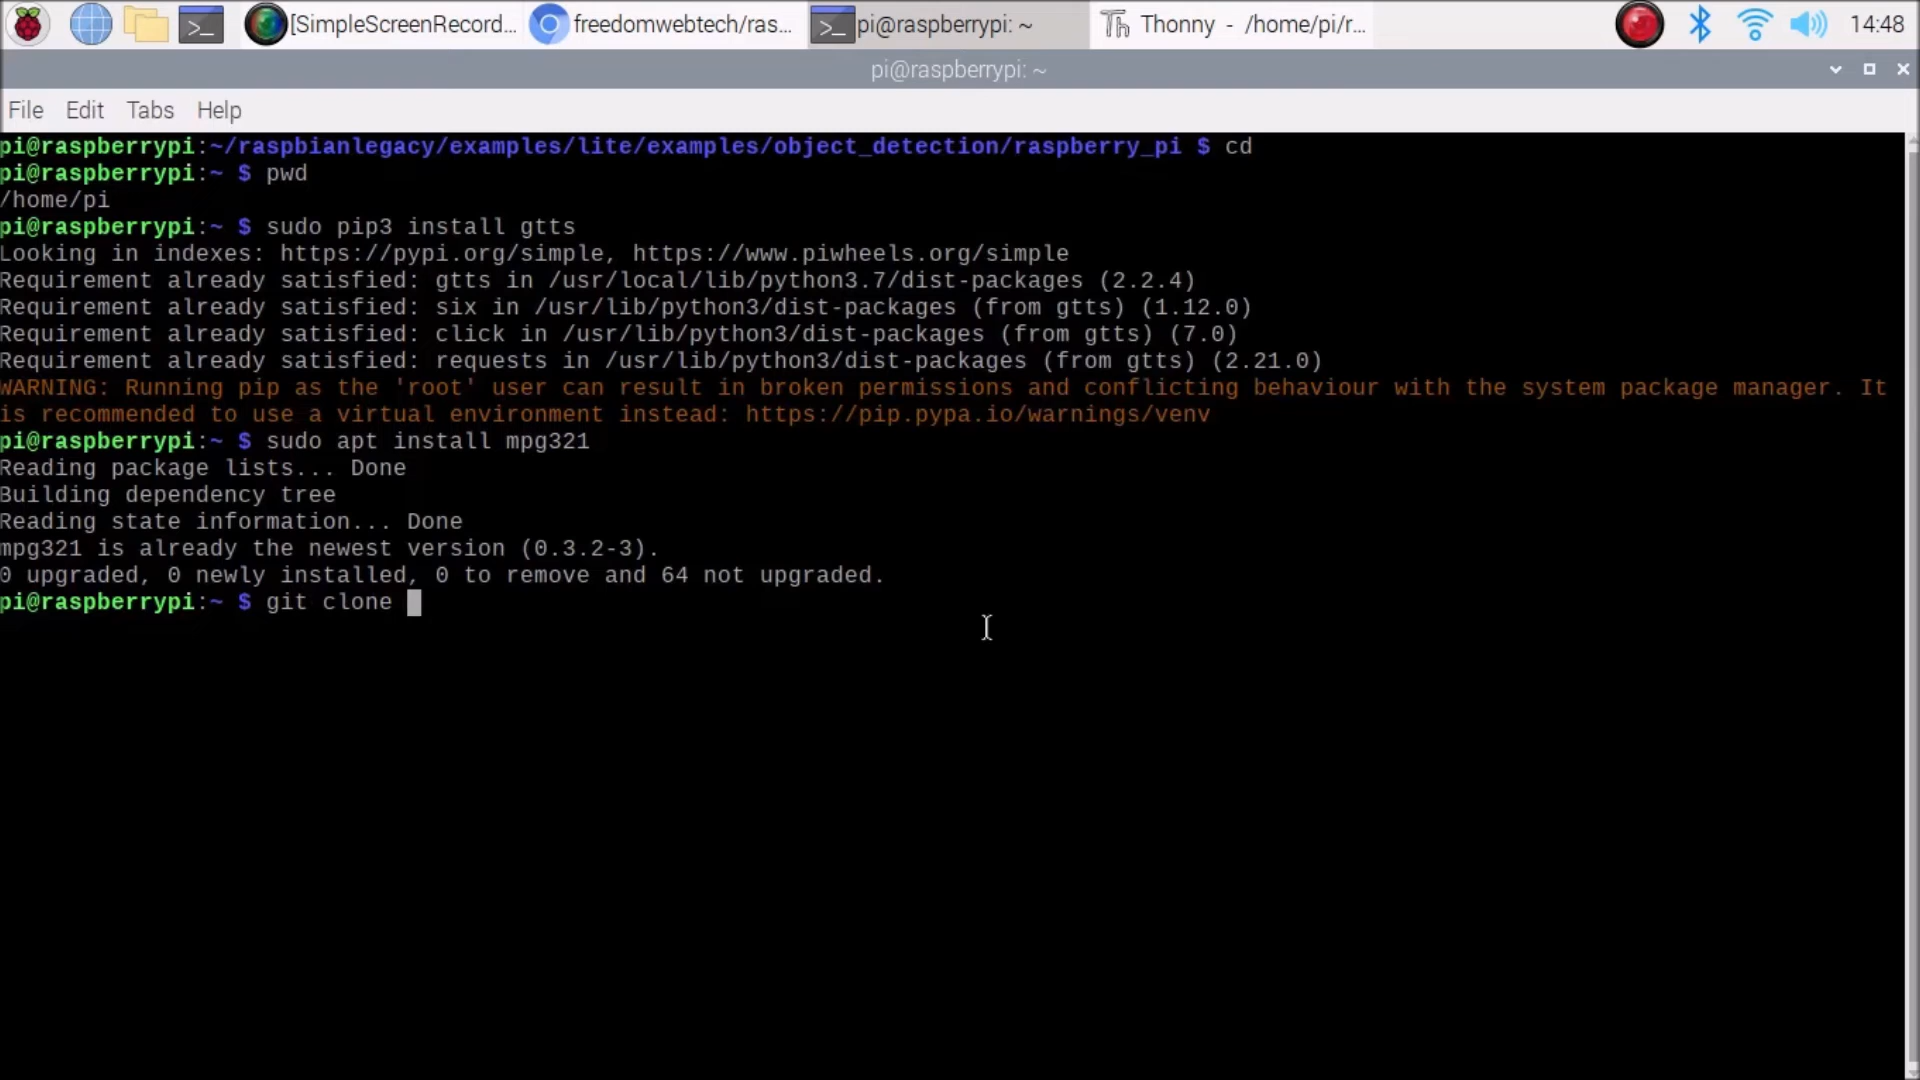 [SimpleScreenRecord... freedomwebtech/ras... pi@raspberrypi: ~ Thonny - /home/pi/r... 14:48
pi@raspberrypi: ~
File Edit Tabs Help
pi@raspberrypi:~/raspbianlegacy/examples/lite/examples/object_detection/raspberry_pi $ cd
pi@raspberrypi:~ $ pwd
/home/pi
pi@raspberrypi:~ $ sudo pip3 install gtts
Looking in indexes: https://pypi.org/simple, https://www.piwheels.org/simple
Requirement already satisfied: gtts in /usr/local/lib/python3.7/dist-packages (2.2.4)
Requirement already satisfied: six in /usr/lib/python3/dist-packages (from gtts) (1.12.0)
Requirement already satisfied: click in /usr/lib/python3/dist-packages (from gtts) (7.0)
Requirement already satisfied: requests in /usr/lib/python3/dist-packages (from gtts) (2.21.0)
WARNING: Running pip as the 'root' user can result in broken permissions and conflicting behaviour with the system package manager. It
is recommended to use a virtual environment instead: https://pip.pypa.io/warnings/venv
pi@raspberrypi:~ $ sudo apt install mpg321
Reading package lists... Done
Building dependency tree
Reading state information... Done
mpg321 is already the newest version (0.3.2-3).
0 upgraded, 0 newly installed, 0 to remove and 64 not upgraded.
pi@raspberrypi:~ $ git clone